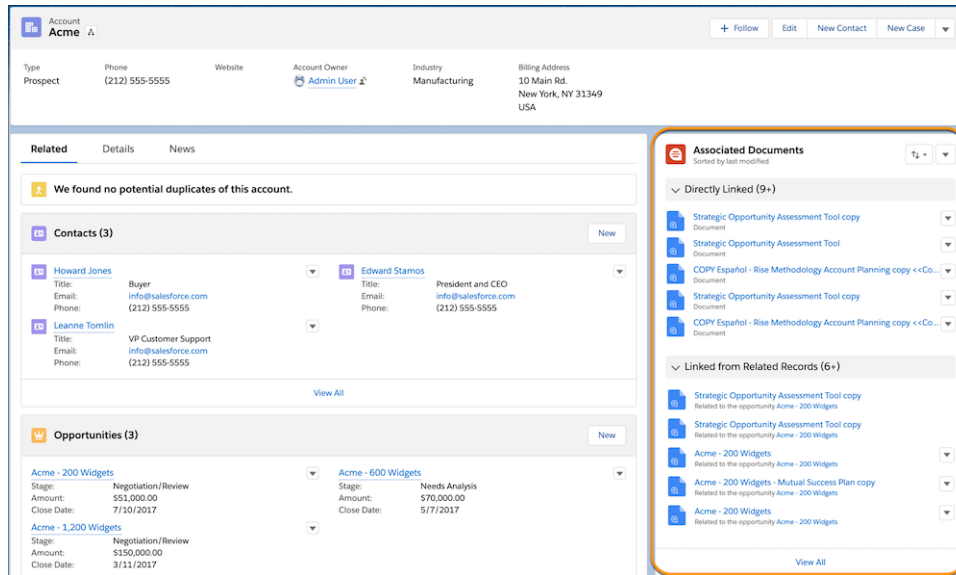 Account
Acme
+ Follow
Edit
New Contact
New Case
Type
Phone
Website
Account Owner
Industry
Billing Address
Prospect
(212) 555-5555
Admin User
Manufacturing
10 Main Rd.
New York, NY 31349
USA
Related
Details
News
We found no potential duplicates of this account.
Contacts (3)
New
Howard Jones
Title: Buyer
Email: info@salesforce.com
Phone: (212) 555-5555
Edward Stamos
Title: President and CEO
Email: info@salesforce.com
Phone: (212) 555-5555
Leanne Tomlin
Title: VP Customer Support
Email: info@salesforce.com
Phone: (212) 555-5555
View All
Opportunities (3)
New
Acme - 200 Widgets
Stage: Negotiation/Review
Amount: $51,000.00
Close Date: 7/10/2017
Acme - 600 Widgets
Stage: Needs Analysis
Amount: $70,000.00
Close Date: 5/7/2017
Acme - 1,200 Widgets
Stage: Negotiation/Review
Amount: $150,000.00
Close Date: 3/11/2017
Associated Documents
Sorted by last modified
Directly Linked (9+)
Strategic Opportunity Assessment Tool copy
Document
Strategic Opportunity Assessment Tool
Document
COPY Español - Rise Methodology Account Planning copy <<Co...
Document
Strategic Opportunity Assessment Tool copy
Document
COPY Español - Rise Methodology Account Planning copy <<Co...
Document
Linked from Related Records (6+)
Strategic Opportunity Assessment Tool copy
Related to the opportunity Acme - 200 Widgets
Strategic Opportunity Assessment Tool copy
Related to the opportunity Acme - 200 Widgets
Acme - 200 Widgets
Related to the opportunity Acme - 200 Widgets
Acme - 200 Widgets - Mutual Success Plan copy
Related to the opportunity Acme - 200 Widgets
Acme - 200 Widgets
Related to the opportunity Acme - 200 Widgets
View All